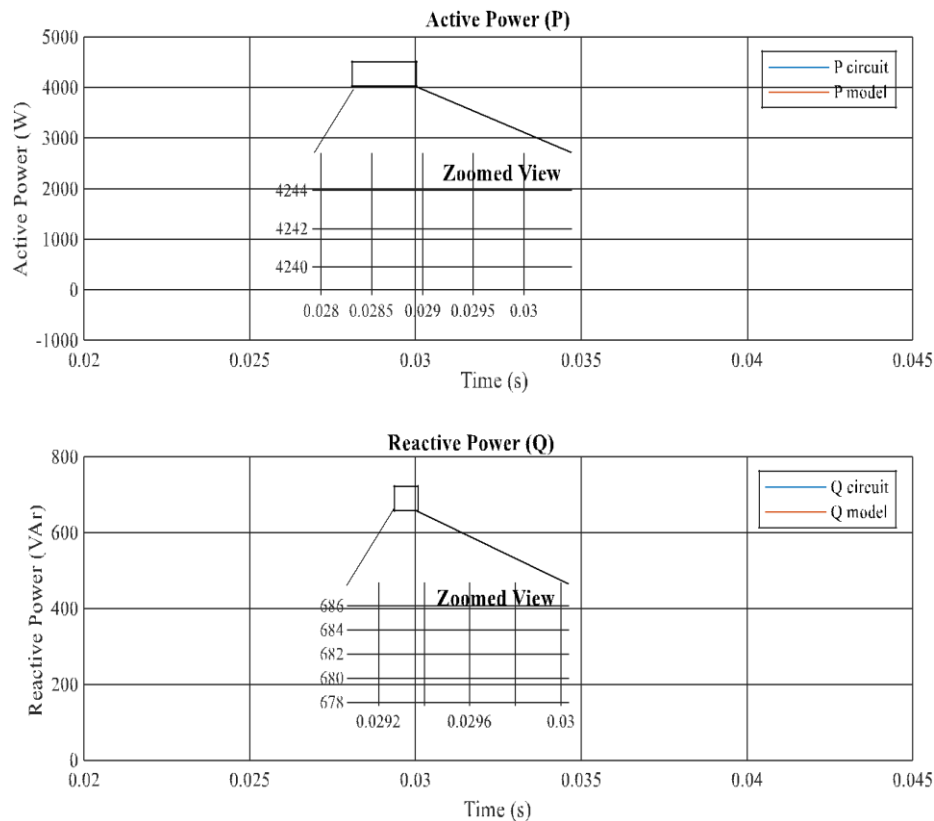 Active Power (P)
5000
4000
3000
2000
1000
0
-1000
Active Power (W)
P circuit
P model
Zoomed View
4244
4242
4240
0.028 0.0285 0.029 0.0295 0.03
0.02 0.025 0.03 0.035 0.04 0.045
Time (s)
Reactive Power (Q)
800
600
400
200
0
Reactive Power (VAr)
Q circuit
Q model
Zoomed View
686
684
682
680
678
0.0292 0.0296 0.03
0.02 0.025 0.03 0.035 0.04 0.045
Time (s)